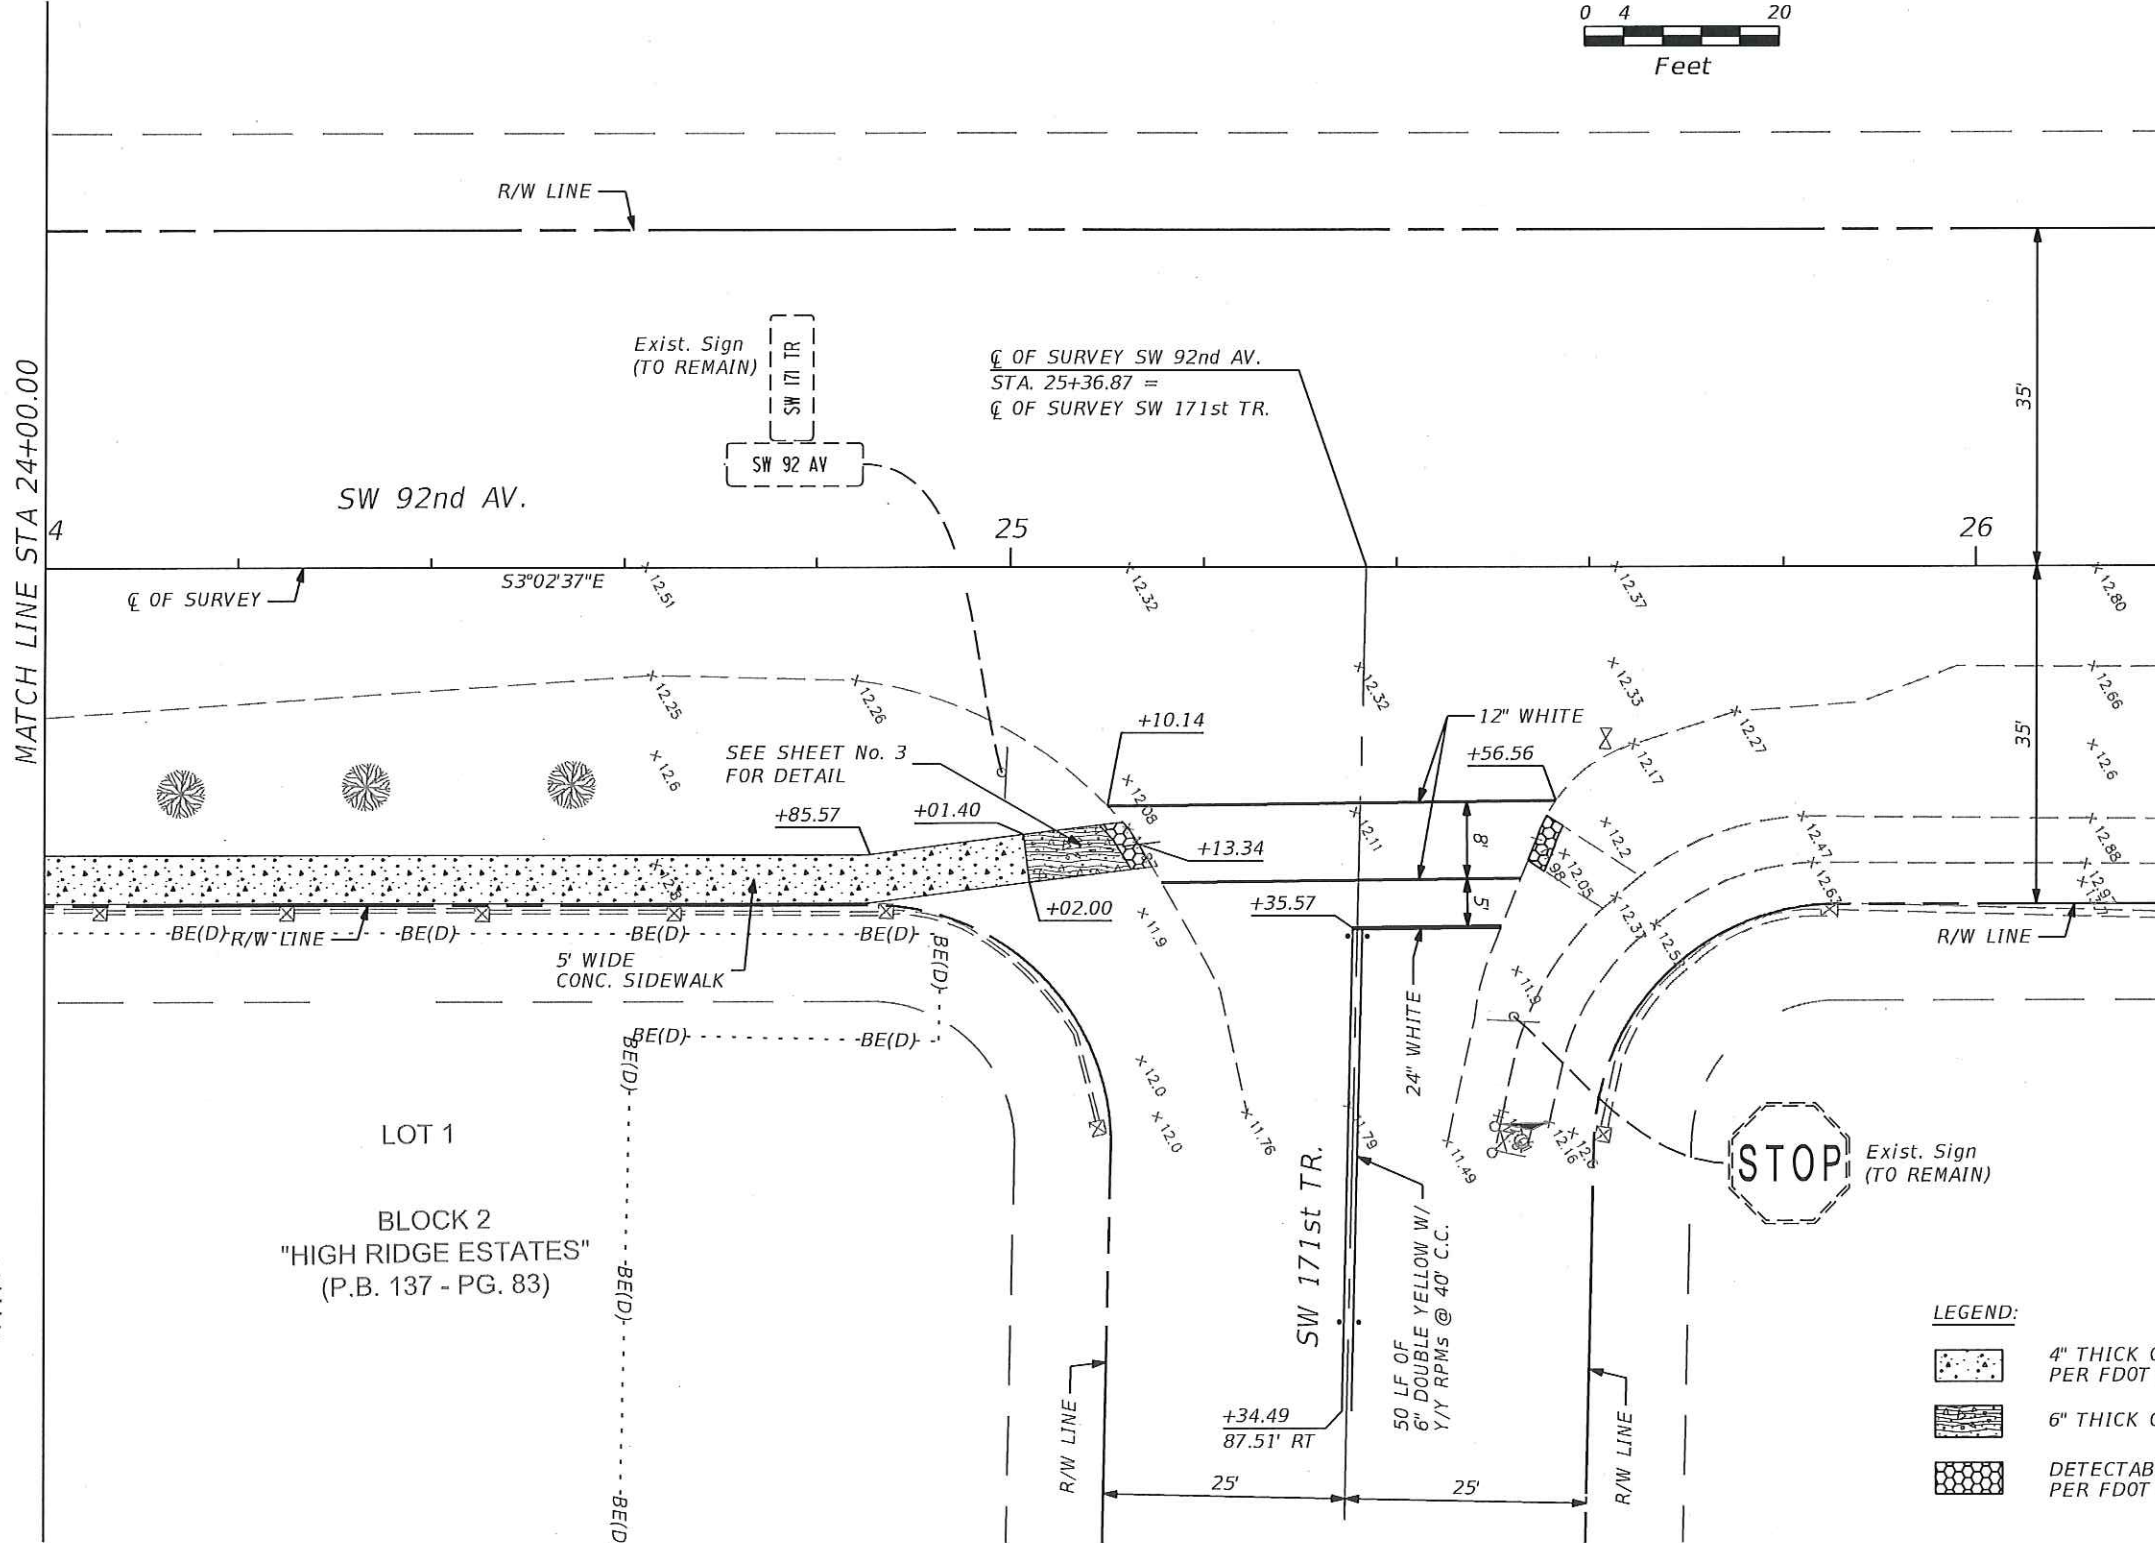 0 4 20
Feet
R/W LINE
MATCH LINE STA 24+00.00
Exist. Sign
(TO REMAIN)
SW 171 TR
SW 92 AV
℄ OF SURVEY SW 92nd AV.
STA. 25+36.87 =
℄ OF SURVEY SW 171st TR.
35'
SW 92nd AV.
4
25
26
℄ OF SURVEY
S3°02'37"E
12.51
12.32
12.37
12.80
12.25
12.26
12.32
12.33
12.27
12.66
35'
+10.14
12" WHITE
+56.56
SEE SHEET No. 3
FOR DETAIL
12.6
12.17
12.6
+85.57
+01.40
12.08
12.11
8'
12.2
12.47
12.88
+13.34
12.05
12.63
12.97
+02.00
+35.57
5'
12.37
BE(D)
R/W LINE
BE(D)
BE(D)
BE(D)
11.9
R/W LINE
5' WIDE
CONC. SIDEWALK
BE(D)
11.9
24" WHITE
BE(D)
BE(D)
BE(D)
12.0
12.0
11.76
11.79
11.49
12.16
LOT 1
STOP
Exist. Sign
(TO REMAIN)
BLOCK 2
"HIGH RIDGE ESTATES"
(P.B. 137 - PG. 83)
BE(D)
SW 171st TR.
50 LF OF
6" DOUBLE YELLOW W/
Y/Y RPMs @ 40' C.C.
LEGEND:
4" THICK
PER FDOT
6" THICK
DETECTAB
PER FDOT
+34.49
87.51' RT
R/W LINE
25'
25'
R/W LINE
BE(D